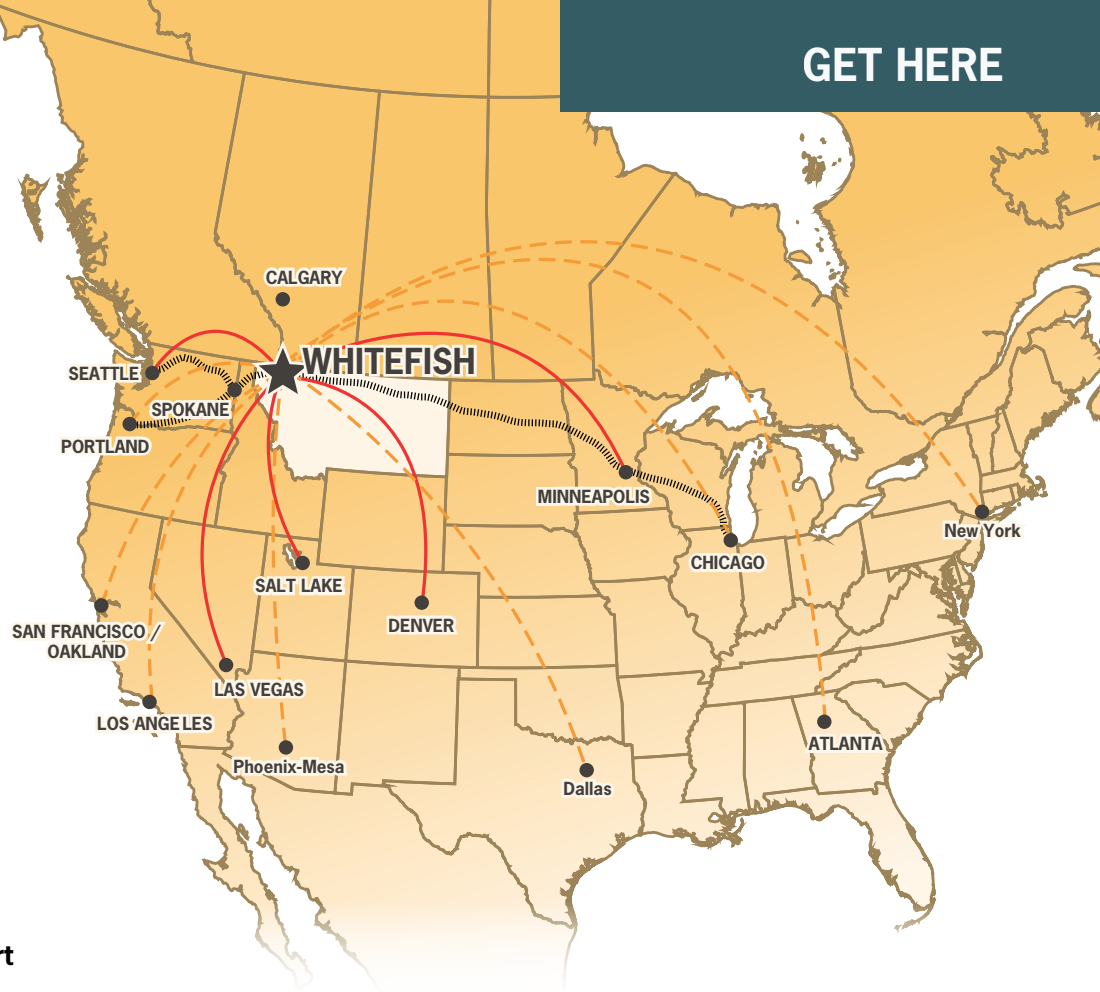 GET HERE
CALGARY
WHITEFISH
SEATTLE
SPOKANE
PORTLAND
MINNEAPOLIS
New York
CHICAGO
SALT LAKE
DENVER
SAN FRANCISCO /
OAKLAND
LAS VEGAS
LOS ANGELES
ATLANTA
Phoenix-Mesa
Dallas
rt